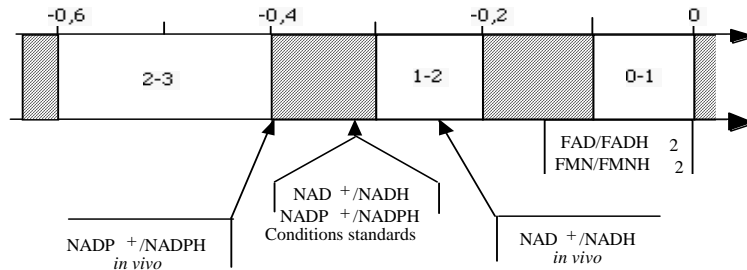 -0,6 -0,4 -0,2 0
2-3 1-2 0-1
FAD/FADH 2
FMN/FMNH 2
NAD +/NADH
NADP +/NADPH
Conditions standards
NADP +/NADPH
in vivo
NAD +/NADH
in vivo